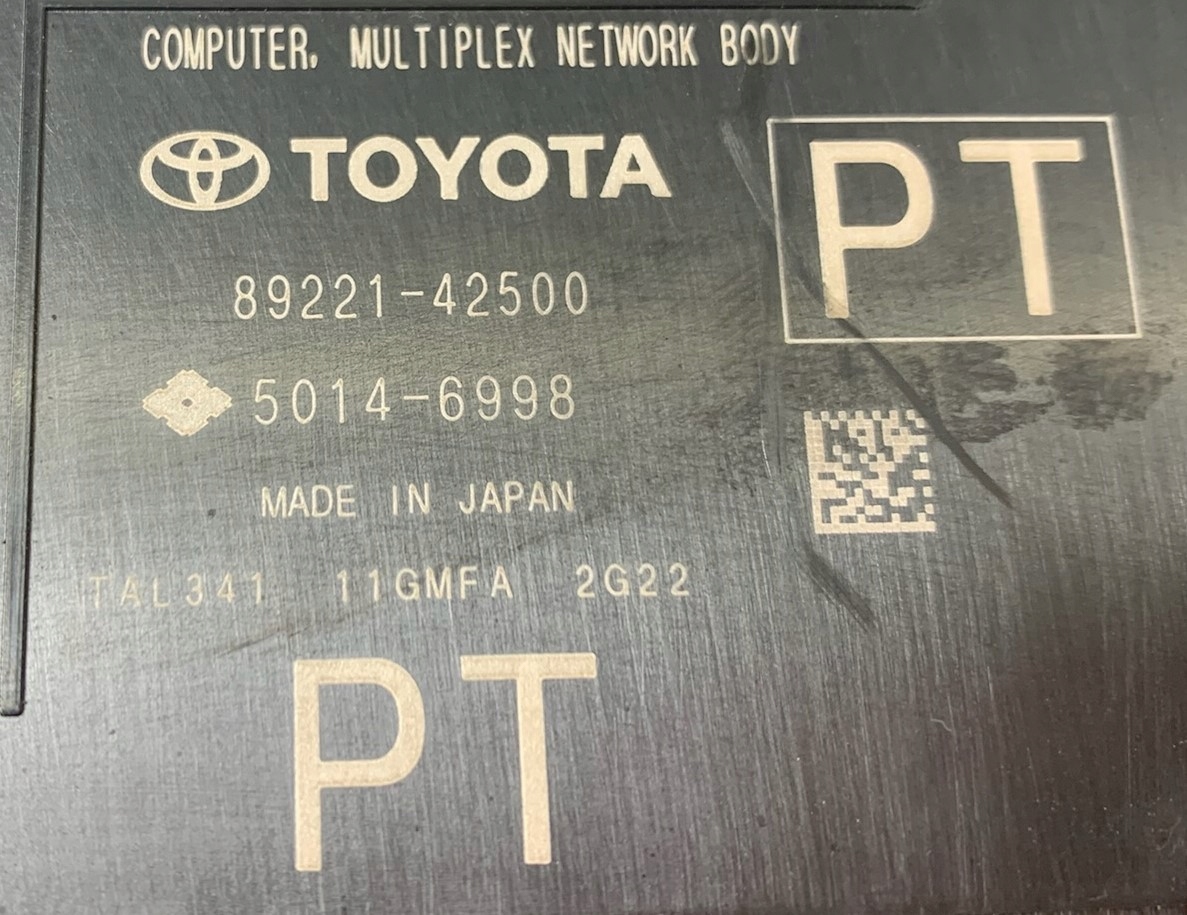 COMPUTER, MULTIPLEX NETWORK BODY
TOYOTA
PT
89221-42500
5014-6998
MADE IN JAPAN
TAL341 11GMFA 2G22
PT